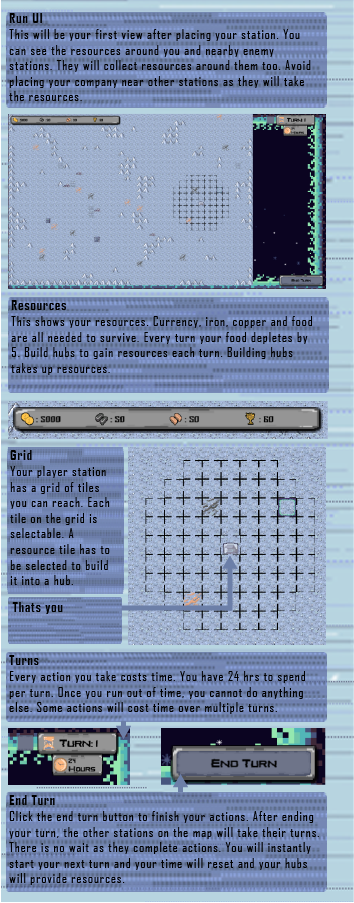 Run UI
This will be your first view after placing your station. You
can see the resources around you and nearby enemy
stations. They will collect resources around them too. Avoid
placing your company near other stations as they will take
the resources.
TURN: 1
HOURS
END TURN
Resources
This shows your resources. Currency, iron, copper and food
are all needed to survive. Every turn your food depletes by
5. Build hubs to gain resources each turn. Building hubs
takes up resources.
: 5000 : 50 : 50 : 60
Grid
Your player station
has a grid of tiles
you can reach. Each
tile on the grid is
selectable. A
resource tile has to
be selected to build
it into a hub.
Thats you
Turns
Every action you take costs time. You have 24 hrs to spend
per turn. Once you run out of time, you cannot do anything
else. Some actions will cost time over multiple turns.
TURN: 1
HOURS
END TURN
End Turn
Click the end turn button to finish your actions. After ending
your turn, the other stations on the map will take their turns.
There is no wait as they complete actions. You will instantly
start your next turn and your time will reset and your hubs
will provide resources.